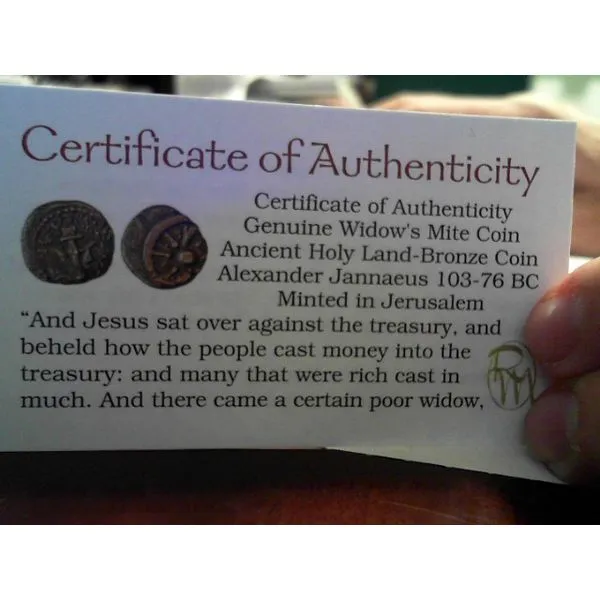 Certificate of Authenticity
Certificate of Authenticity
Genuine Widow's Mite Coin
Ancient Holy Land-Bronze Coin
Alexander Jannaeus 103-76 BC
Minted in Jerusalem
“And Jesus sat over against the treasury, and
beheld how the people cast money into the
treasury: and many that were rich cast in
much. And there came a certain poor widow,